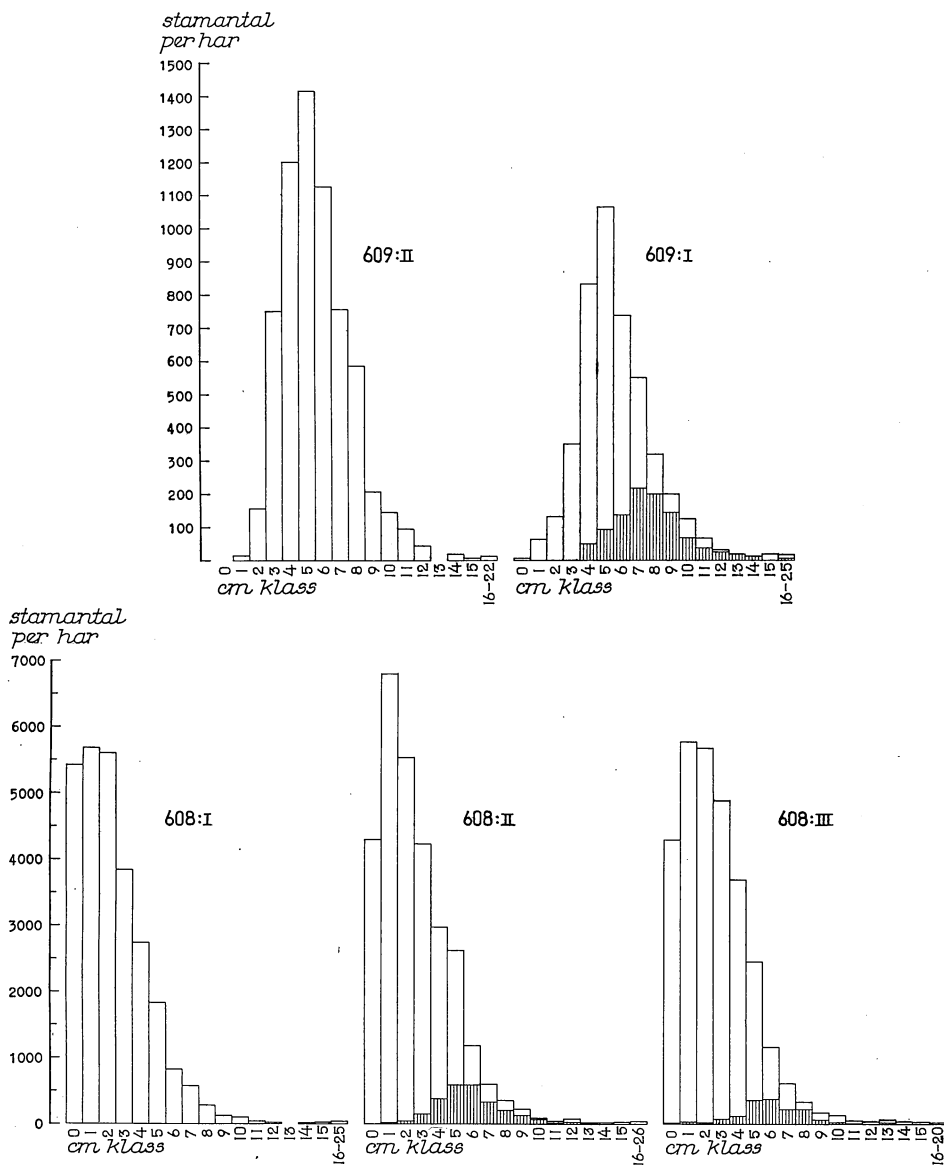 stamantal
per har
1500
1400
1300
1200
1100
1000
900
800
700
600
500
400
300
200
100
609:II
609:I
0 1 2 3 4 5 6 7 8 9 10 11 12 13 14 15 16-22
cm klass
0 1 2 3 4 5 6 7 8 9 10 11 12 13 14 15 16-25
cm klass
stamantal
per har
7000
6000
5000
4000
3000
2000
1000
0
608:I
608:II
608:III
0 1 2 3 4 5 6 7 8 9 10 11 12 13 14 15 16-25
cm klass
0 1 2 3 4 5 6 7 8 9 10 11 12 13 14 15 16-26
cm klass
0 1 2 3 4 5 6 7 8 9 10 11 12 13 14 15 16-20
cm klass